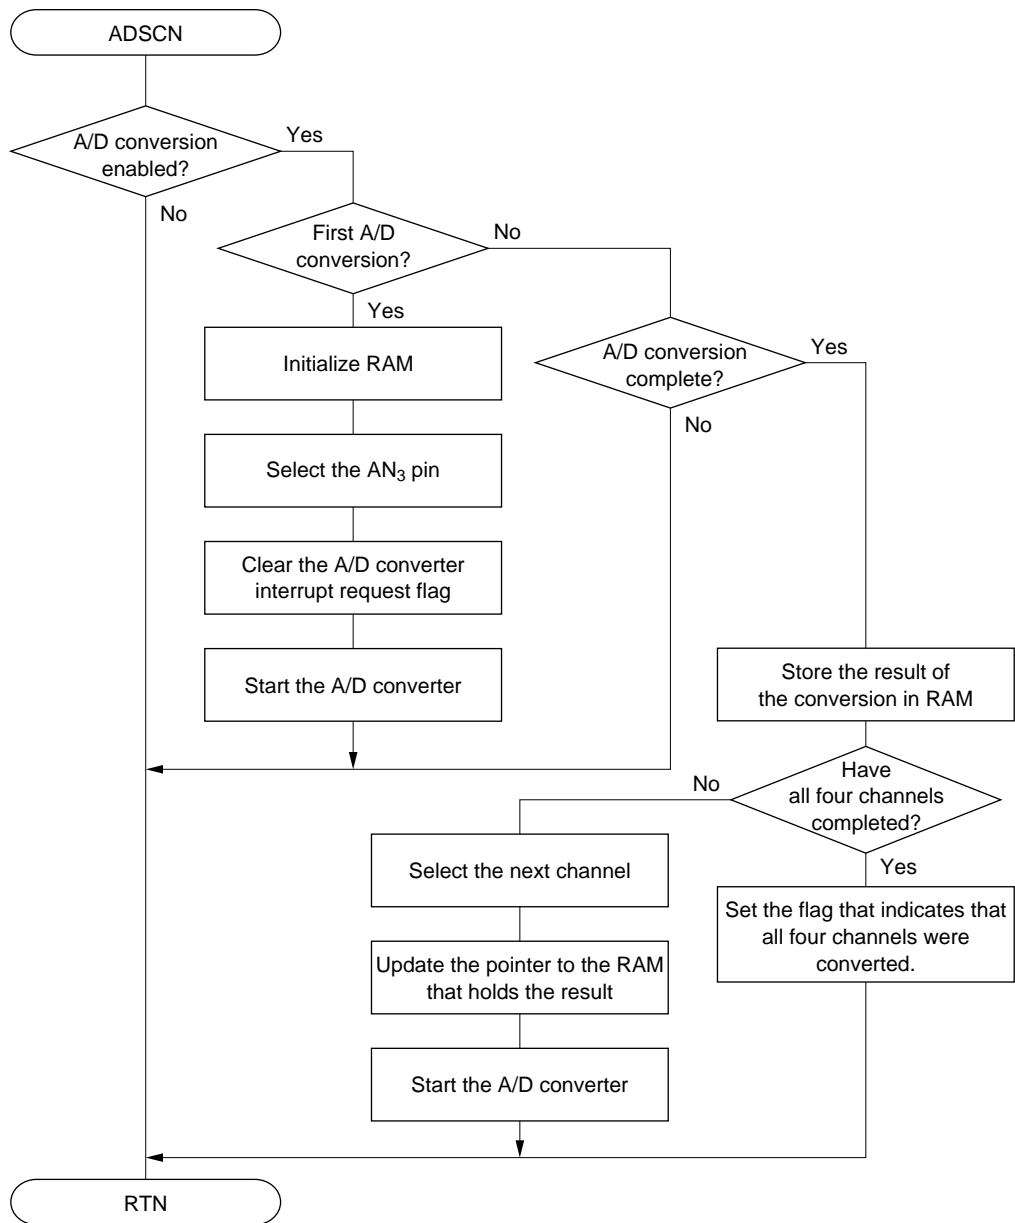 ADSCN
A/D conversion
enabled?
Yes
No
First A/D
conversion?
No
Yes
Initialize RAM
A/D conversion
complete?
Yes
No
Select the AN₃ pin
Clear the A/D converter
interrupt request flag
Start the A/D converter
Store the result of
the conversion in RAM
Have
all four channels
completed?
No
Yes
Select the next channel
Set the flag that indicates that
all four channels were
converted.
Update the pointer to the RAM
that holds the result
Start the A/D converter
RTN